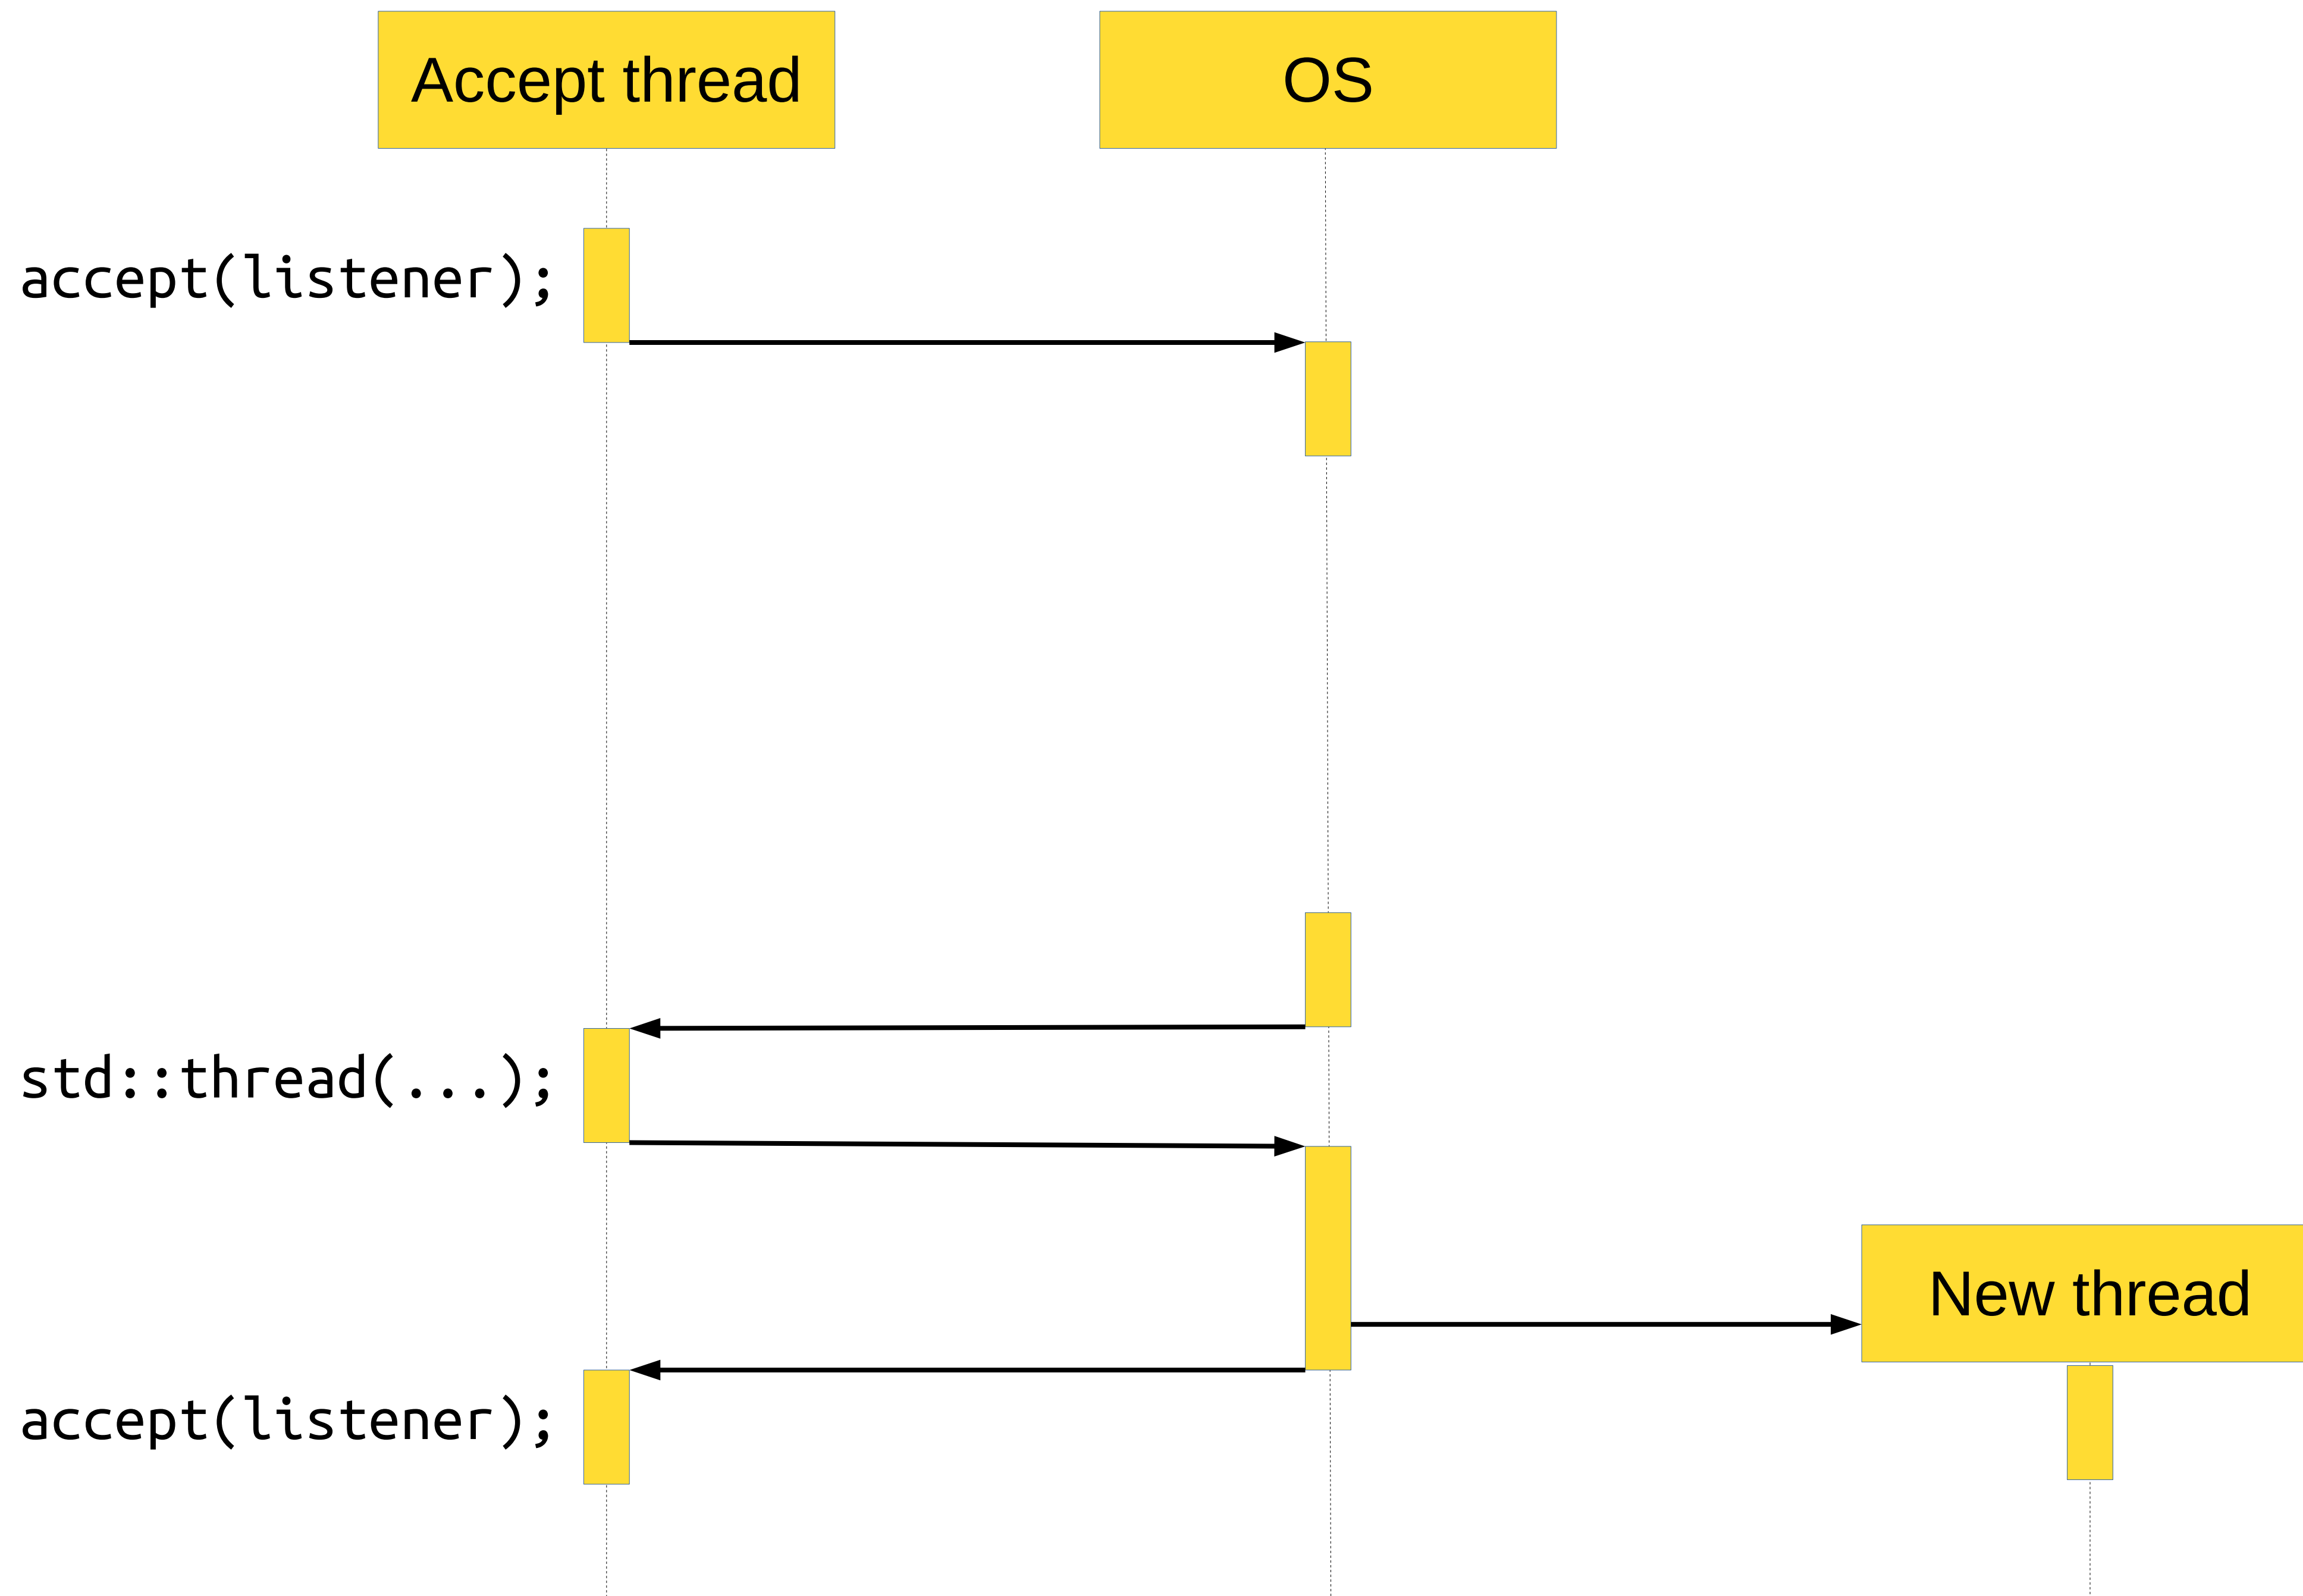 Accept thread
OS
accept(listener);
std::thread(...);
New thread
accept(listener);